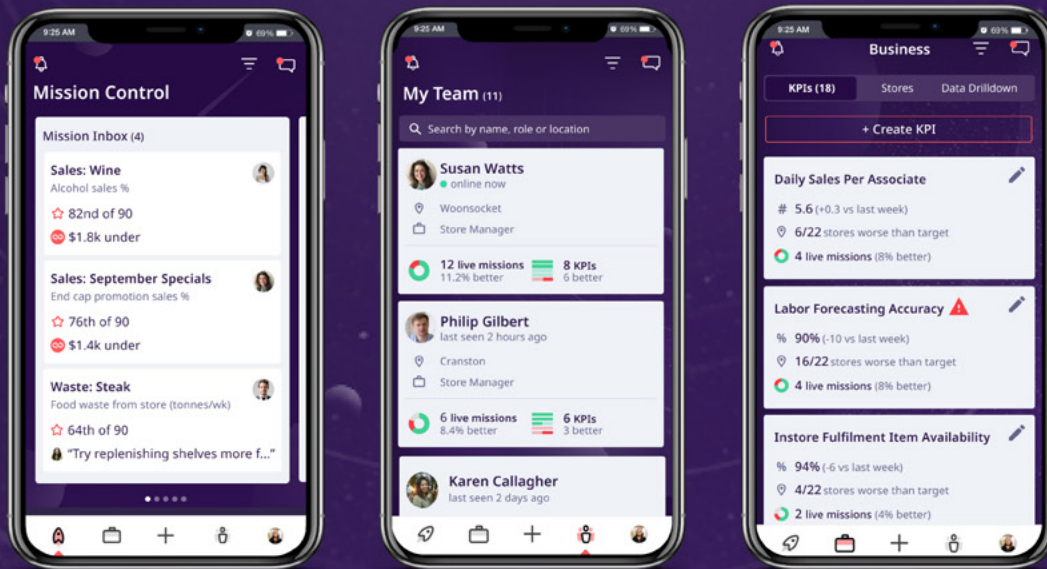 9:25 AM
69%
Mission Control
Mission Inbox (4)
Sales: Wine
Alcohol sales %
82nd of 90
$1.8k under
Sales: September Specials
End cap promotion sales %
76th of 90
$1.4k under
Waste: Steak
Food waste from store (tonnes/wk)
64th of 90
"Try replenishing shelves more f..."
9:25 AM
69%
My Team (11)
Search by name, role or location
Susan Watts
online now
Woonsocket
Store Manager
12 live missions
11.2% better
8 KPIs
6 better
Philip Gilbert
last seen 2 hours ago
Cranston
Store Manager
6 live missions
8.4% better
6 KPIs
3 better
Karen Callagher
last seen 2 days ago
9:25 AM
69%
Business
KPIs (18) Stores Data Drilldown
+ Create KPI
Daily Sales Per Associate
# 5.6 (+0.3 vs last week)
6/22 stores worse than target
4 live missions (8% better)
Labor Forecasting Accuracy
% 90% (-10 vs last week)
16/22 stores worse than target
4 live missions (8% better)
Instore Fulfilment Item Availability
% 94% (-6 vs last week)
4/22 stores worse than target
2 live missions (4% better)